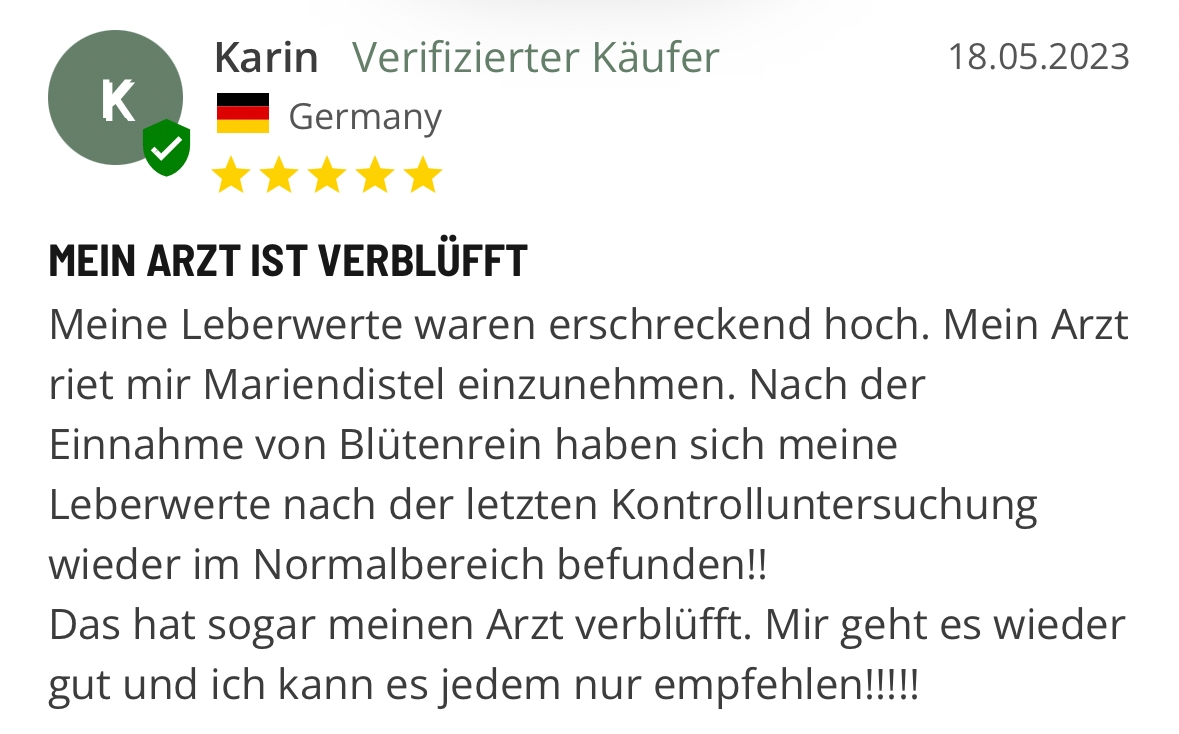 K
Karin Verifizierter Käufer 18.05.2023
Germany
MEIN ARZT IST VERBLÜFFT
Meine Leberwerte waren erschreckend hoch. Mein Arzt
riet mir Mariendistel einzunehmen. Nach der
Einnahme von Blütenrein haben sich meine
Leberwerte nach der letzten Kontrolluntersuchung
wieder im Normalbereich befunden!!
Das hat sogar meinen Arzt verblüfft. Mir geht es wieder
gut und ich kann es jedem nur empfehlen!!!!!